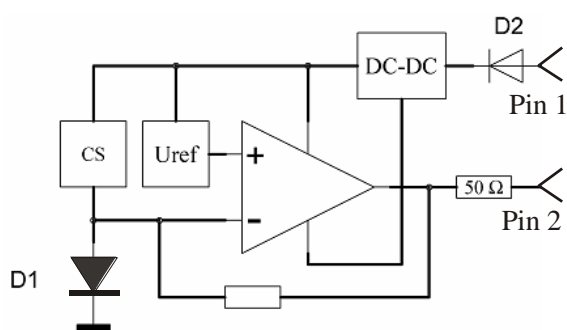 D2
DC-DC
Pin 1
CS
Uref
+
50 Ω
-
Pin 2
D1